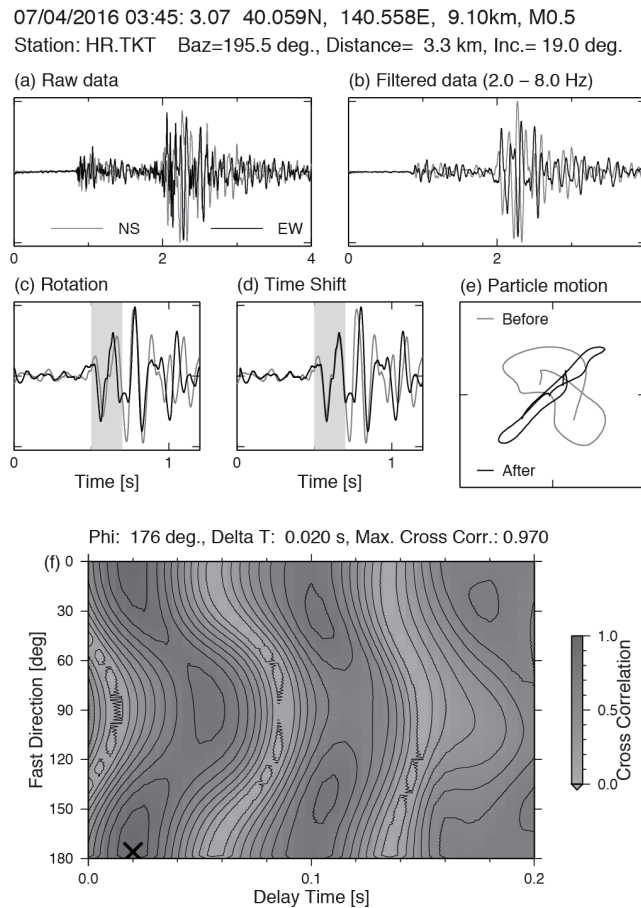 07/04/2016 03:45: 3.07 40.059N, 140.558E, 9.10km, M0.5
Station: HR.TKT Baz=195.5 deg., Distance= 3.3 km, Inc.= 19.0 deg.
(a) Raw data (b) Filtered data (2.0 – 8.0 Hz)
NS EW
0 2 4 0 2
(c) Rotation (d) Time Shift (e) Particle motion
Before
After
0 1 0 1
Time [s] Time [s]
Phi: 176 deg., Delta T: 0.020 s, Max. Cross Corr.: 0.970
(f)
0
30
60
90
120
150
180
Fast Direction [deg]
0.0 0.1 0.2
Delay Time [s]
1.0
0.5
0.0
Cross Correlation